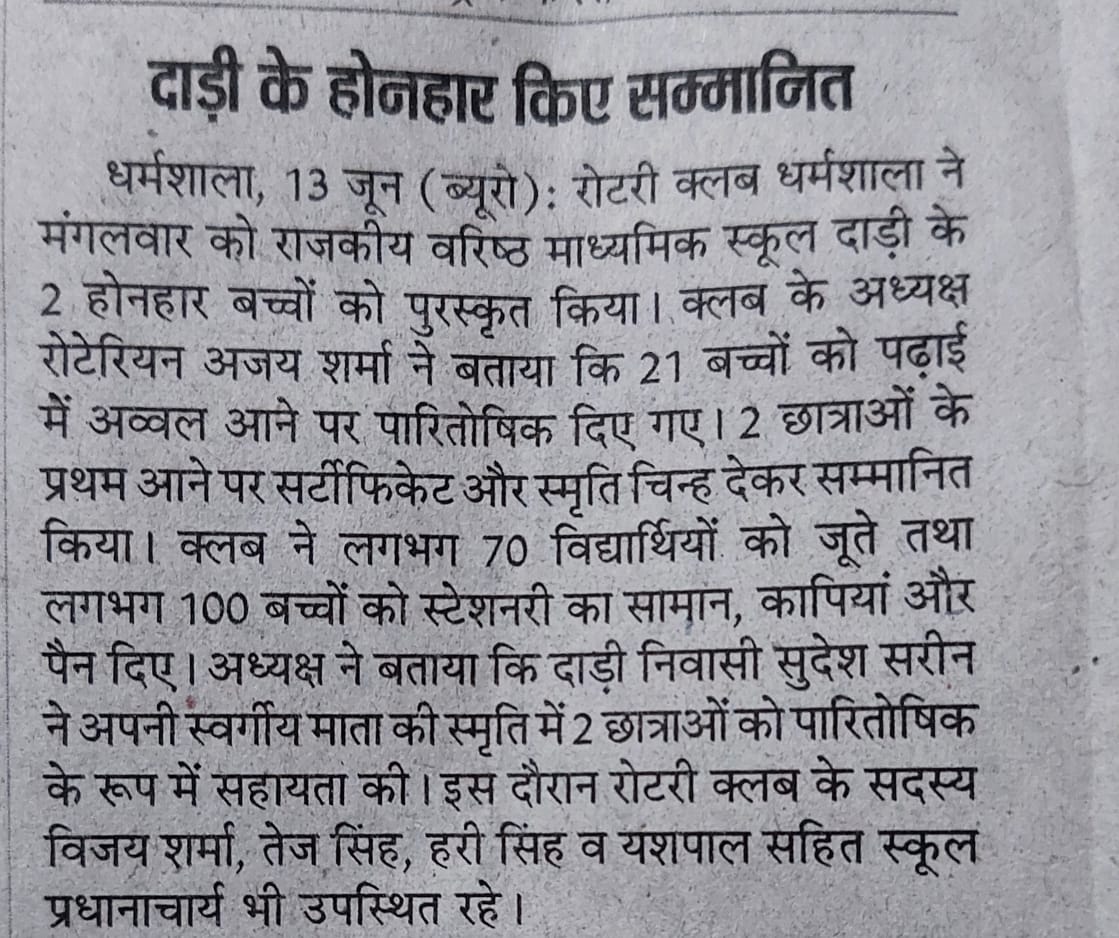 दाड़ी के होनहार किए सम्मानित
धर्मशाला, 13 जून (ब्यूरो): रोटरी क्लब धर्मशाला ने
मंगलवार को राजकीय वरिष्ठ माध्यमिक स्कूल दाड़ी के
2 होनहार बच्चों को पुरस्कृत किया। क्लब के अध्यक्ष
रोटेरियन अजय शर्मा ने बताया कि 21 बच्चों को पढ़ाई
में अव्वल आने पर पारितोषिक दिए गए। 2 छात्राओं के
प्रथम आने पर सर्टीफिकेट और स्मृति चिन्ह देकर सम्मानित
किया। क्लब ने लगभग 70 विद्यार्थियों को जूते तथा
लगभग 100 बच्चों को स्टेशनरी का सामान, कापियां और
पैन दिए। अध्यक्ष ने बताया कि दाड़ी निवासी सुदेश सरीन
ने अपनी स्वर्गीय माता की स्मृति में 2 छात्राओं को पारितोषिक
के रूप में सहायता की। इस दौरान रोटरी क्लब के सदस्य
विजय शर्मा, तेज सिंह, हरी सिंह व यशपाल सहित स्कूल
प्रधानाचार्य भी उपस्थित रहे।